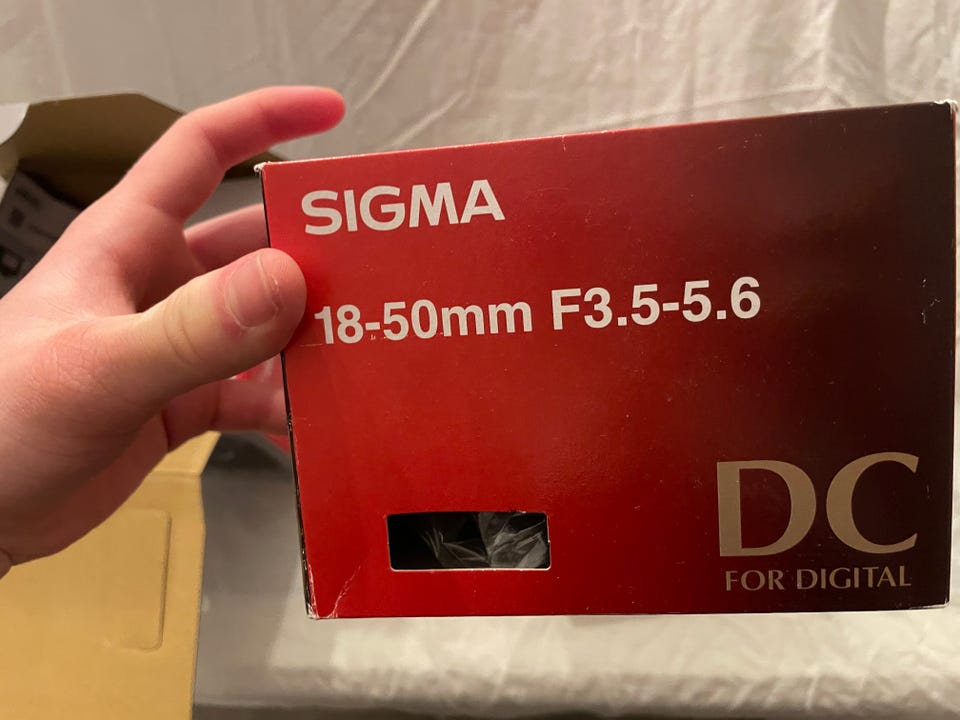 SIGMA
18-50mm F3.5-5.6
DC
FOR DIGITAL